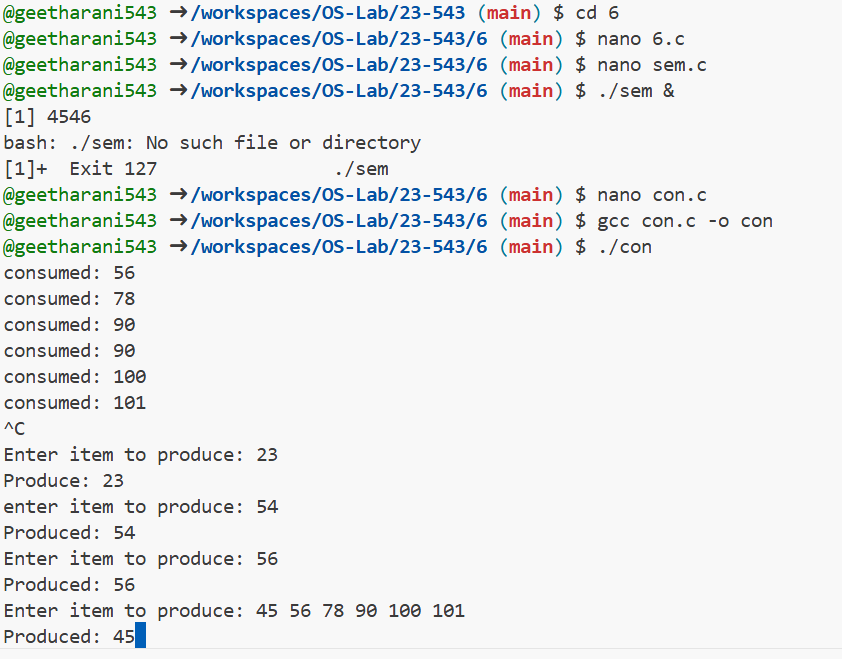 @geetharani543 ➜/workspaces/OS-Lab/23-543 (main) $ cd 6
@geetharani543 ➜/workspaces/OS-Lab/23-543/6 (main) $ nano 6.c
@geetharani543 ➜/workspaces/OS-Lab/23-543/6 (main) $ nano sem.c
@geetharani543 ➜/workspaces/OS-Lab/23-543/6 (main) $ ./sem &
[1] 4546
bash: ./sem: No such file or directory
[1]+  Exit 127                ./sem
@geetharani543 ➜/workspaces/OS-Lab/23-543/6 (main) $ nano con.c
@geetharani543 ➜/workspaces/OS-Lab/23-543/6 (main) $ gcc con.c -o con
@geetharani543 ➜/workspaces/OS-Lab/23-543/6 (main) $ ./con
consumed: 56
consumed: 78
consumed: 90
consumed: 90
consumed: 100
consumed: 101
^C
Enter item to produce: 23
Produce: 23
enter item to produce: 54
Produced: 54
Enter item to produce: 56
Produced: 56
Enter item to produce: 45 56 78 90 100 101
Produced: 45